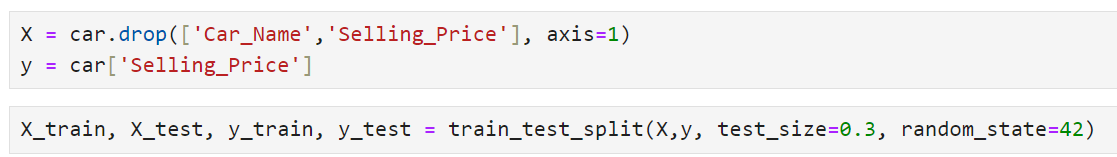 X = car.drop(['Car_Name','Selling_Price'], axis=1)
y = car['Selling_Price']
X_train, X_test, y_train, y_test = train_test_split(X,y, test_size=0.3, random_state=42)